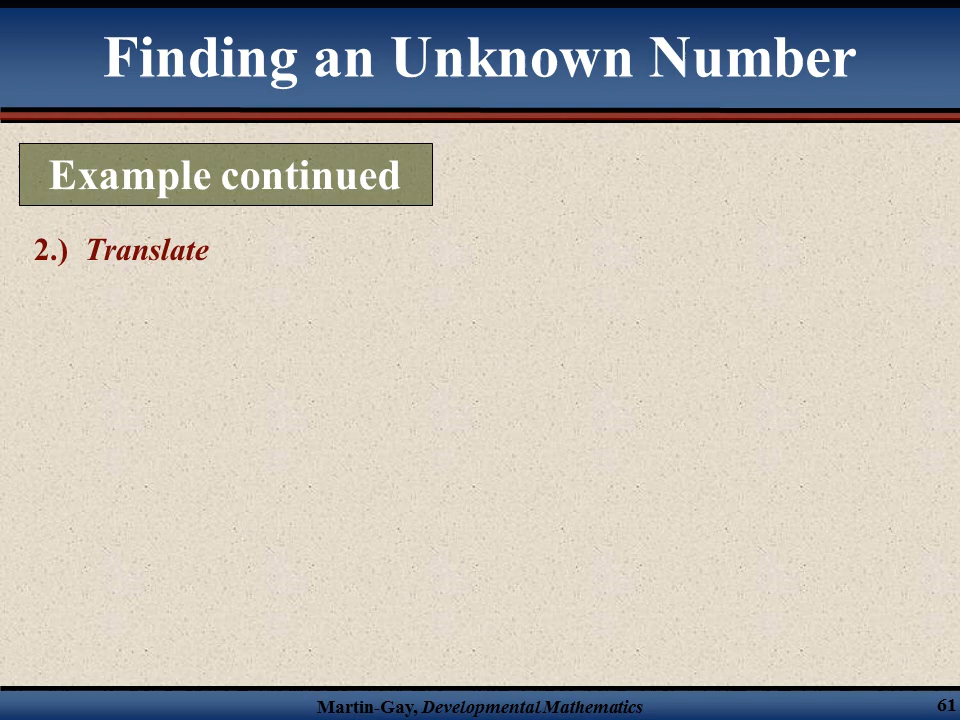 Finding an Unknown Number
Example continued
2.) Translate
Martin-Gay, Developmental Mathematics
61